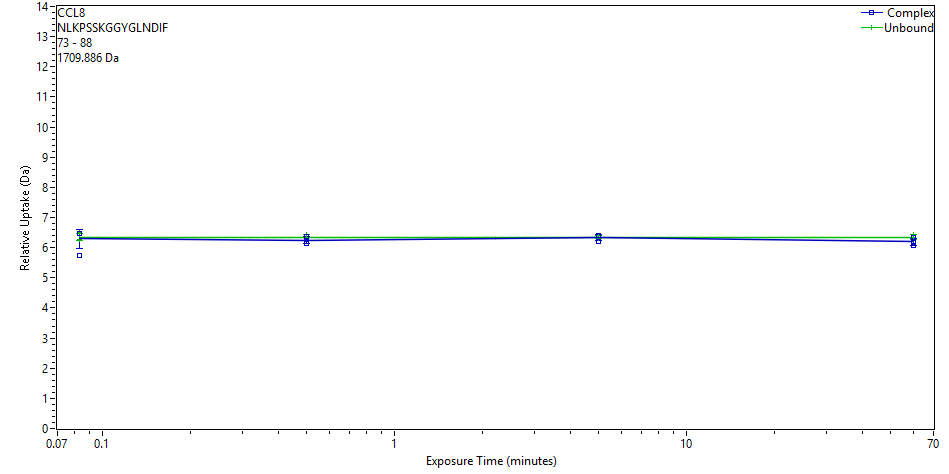 CCL8
NLKPSSKGGYGLNDIF
73 - 88
1709.886 Da
Complex
Unbound
14
13
12
11
10
9
8
7
6
5
4
3
2
1
0
Relative Uptake (Da)
0.07
0.1
1
10
70
Exposure Time (minutes)